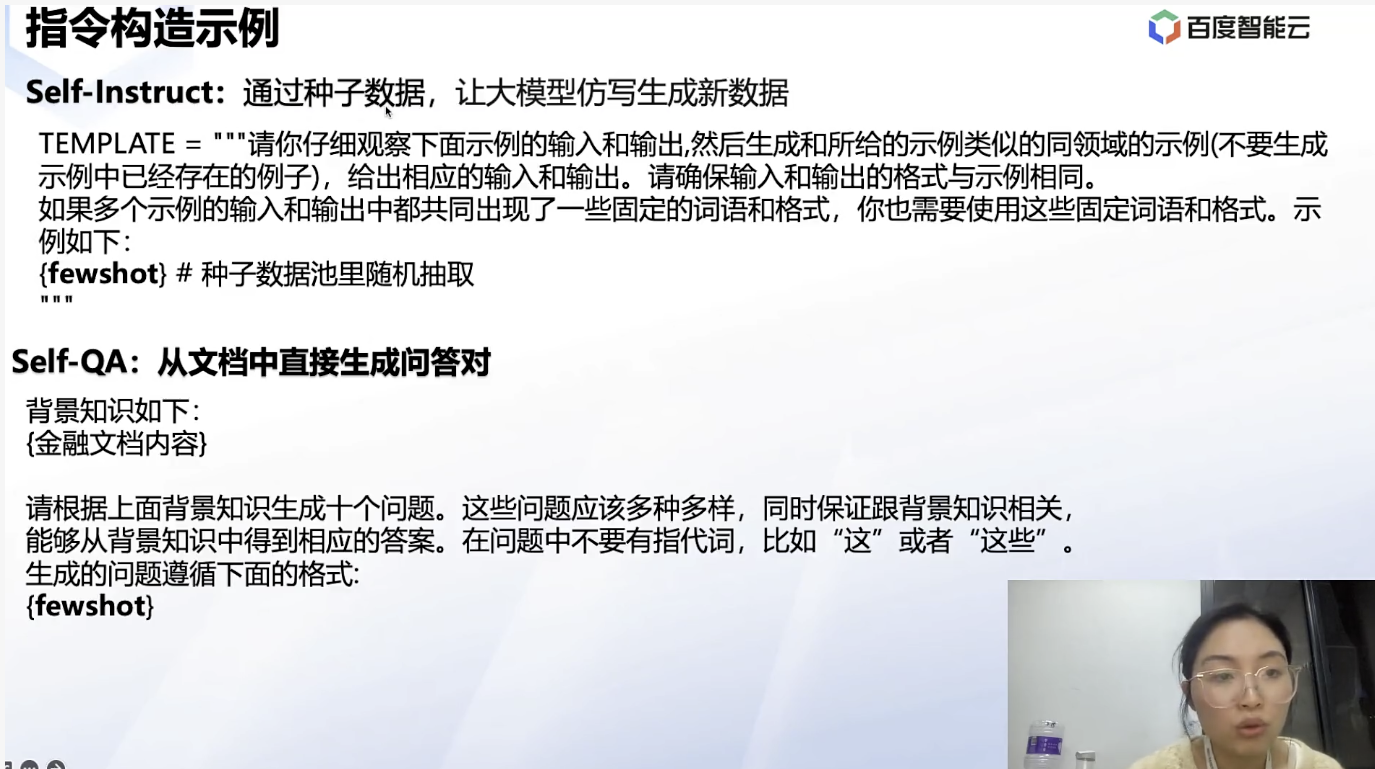 指令构造示例
百度智能云
Self-Instruct：通过种子数据，让大模型仿写生成新数据
TEMPLATE = """请你仔细观察下面示例的输入和输出,然后生成和所给的示例类似的同领域的示例(不要生成
示例中已经存在的例子)，给出相应的输入和输出。请确保输入和输出的格式与示例相同。
如果多个示例的输入和输出中都共同出现了一些固定的词语和格式，你也需要使用这些固定词语和格式。示
例如下：
{fewshot} # 种子数据池里随机抽取
"""
Self-QA：从文档中直接生成问答对
背景知识如下：
{金融文档内容}
请根据上面背景知识生成十个问题。这些问题应该多种多样，同时保证跟背景知识相关，
能够从背景知识中得到相应的答案。在问题中不要有指代词，比如“这”或者“这些”。
生成的问题遵循下面的格式:
{fewshot}